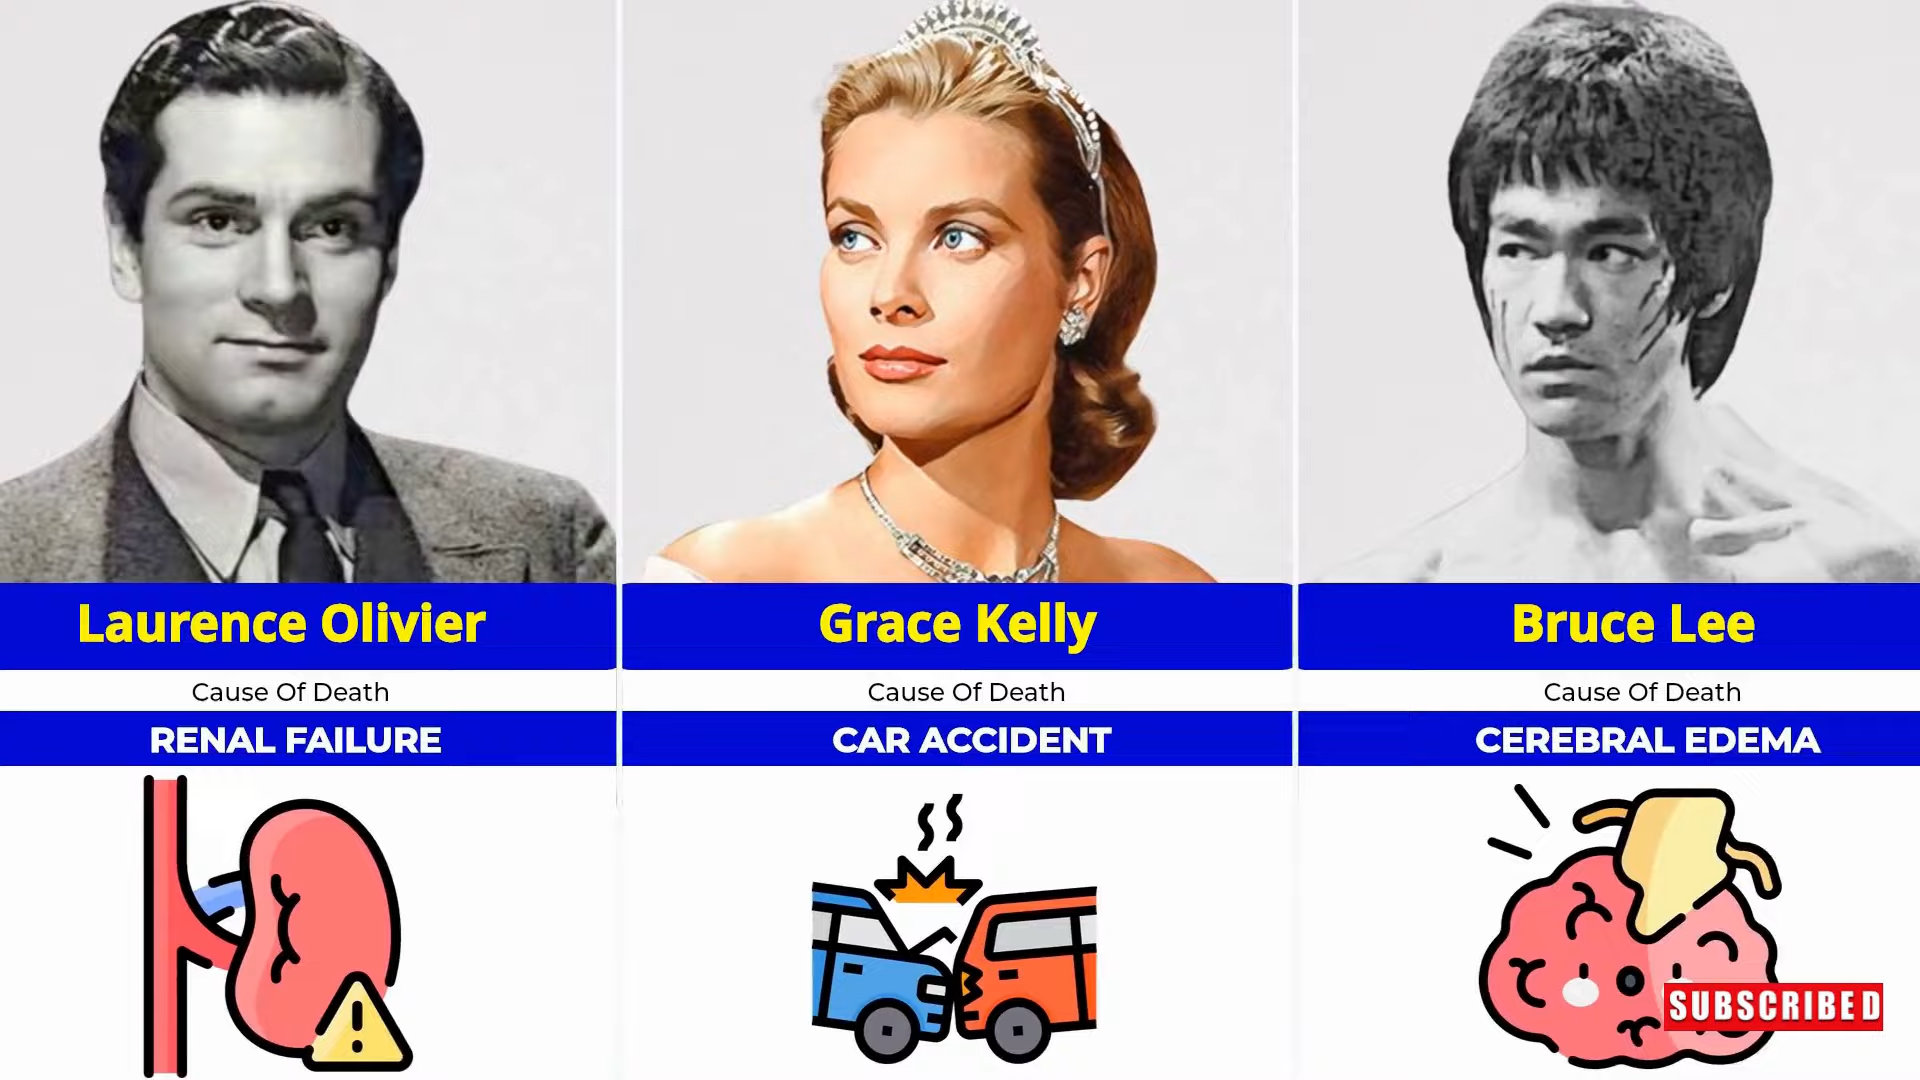 Laurence Olivier
Cause Of Death
RENAL FAILURE
Grace Kelly
Cause Of Death
CAR ACCIDENT
Bruce Lee
Cause Of Death
CEREBRAL EDEMA
SUBSCRIBED